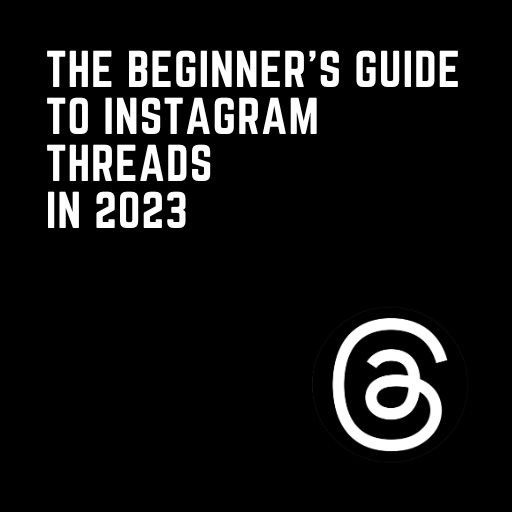 THE BEGINNER'S GUIDE
TO INSTAGRAM
THREADS
IN 2023